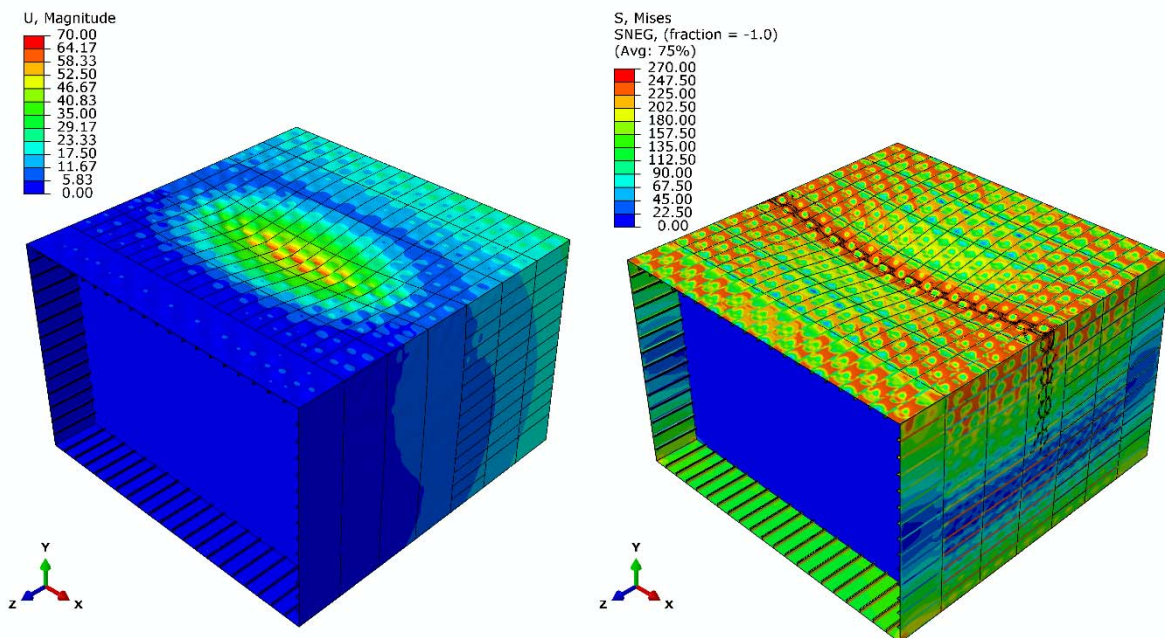 U, Magnitude
70.00
64.17
58.33
52.50
46.67
40.83
35.00
29.17
23.33
17.50
11.67
5.83
0.00
Y
Z
X
S, Mises
SNEG, (fraction = -1.0)
(Avg: 75%)
270.00
247.50
225.00
202.50
180.00
157.50
135.00
112.50
90.00
67.50
45.00
22.50
0.00
Y
Z
X